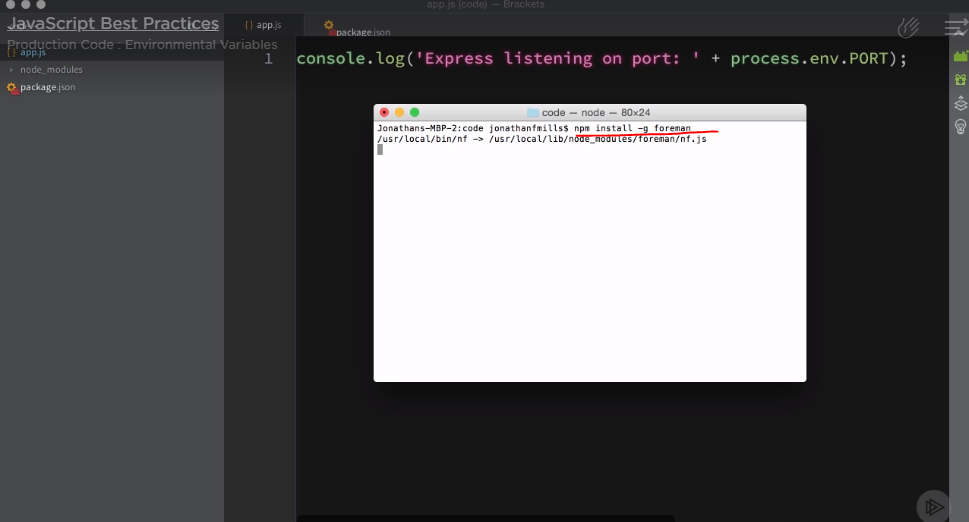 app.js (code) — Brackets
JavaScript Best Practices
Production Code : Environmental Variables
{ } app.js
package.json
{ } app.js
node_modules
package.json
1 console.log('Express listening on port: ' + process.env.PORT);
code — node — 80×24
Jonathans-MBP-2:code jonathanfmills$ npm install -g foreman
/usr/local/bin/nf -> /usr/local/lib/node_modules/foreman/nf.js